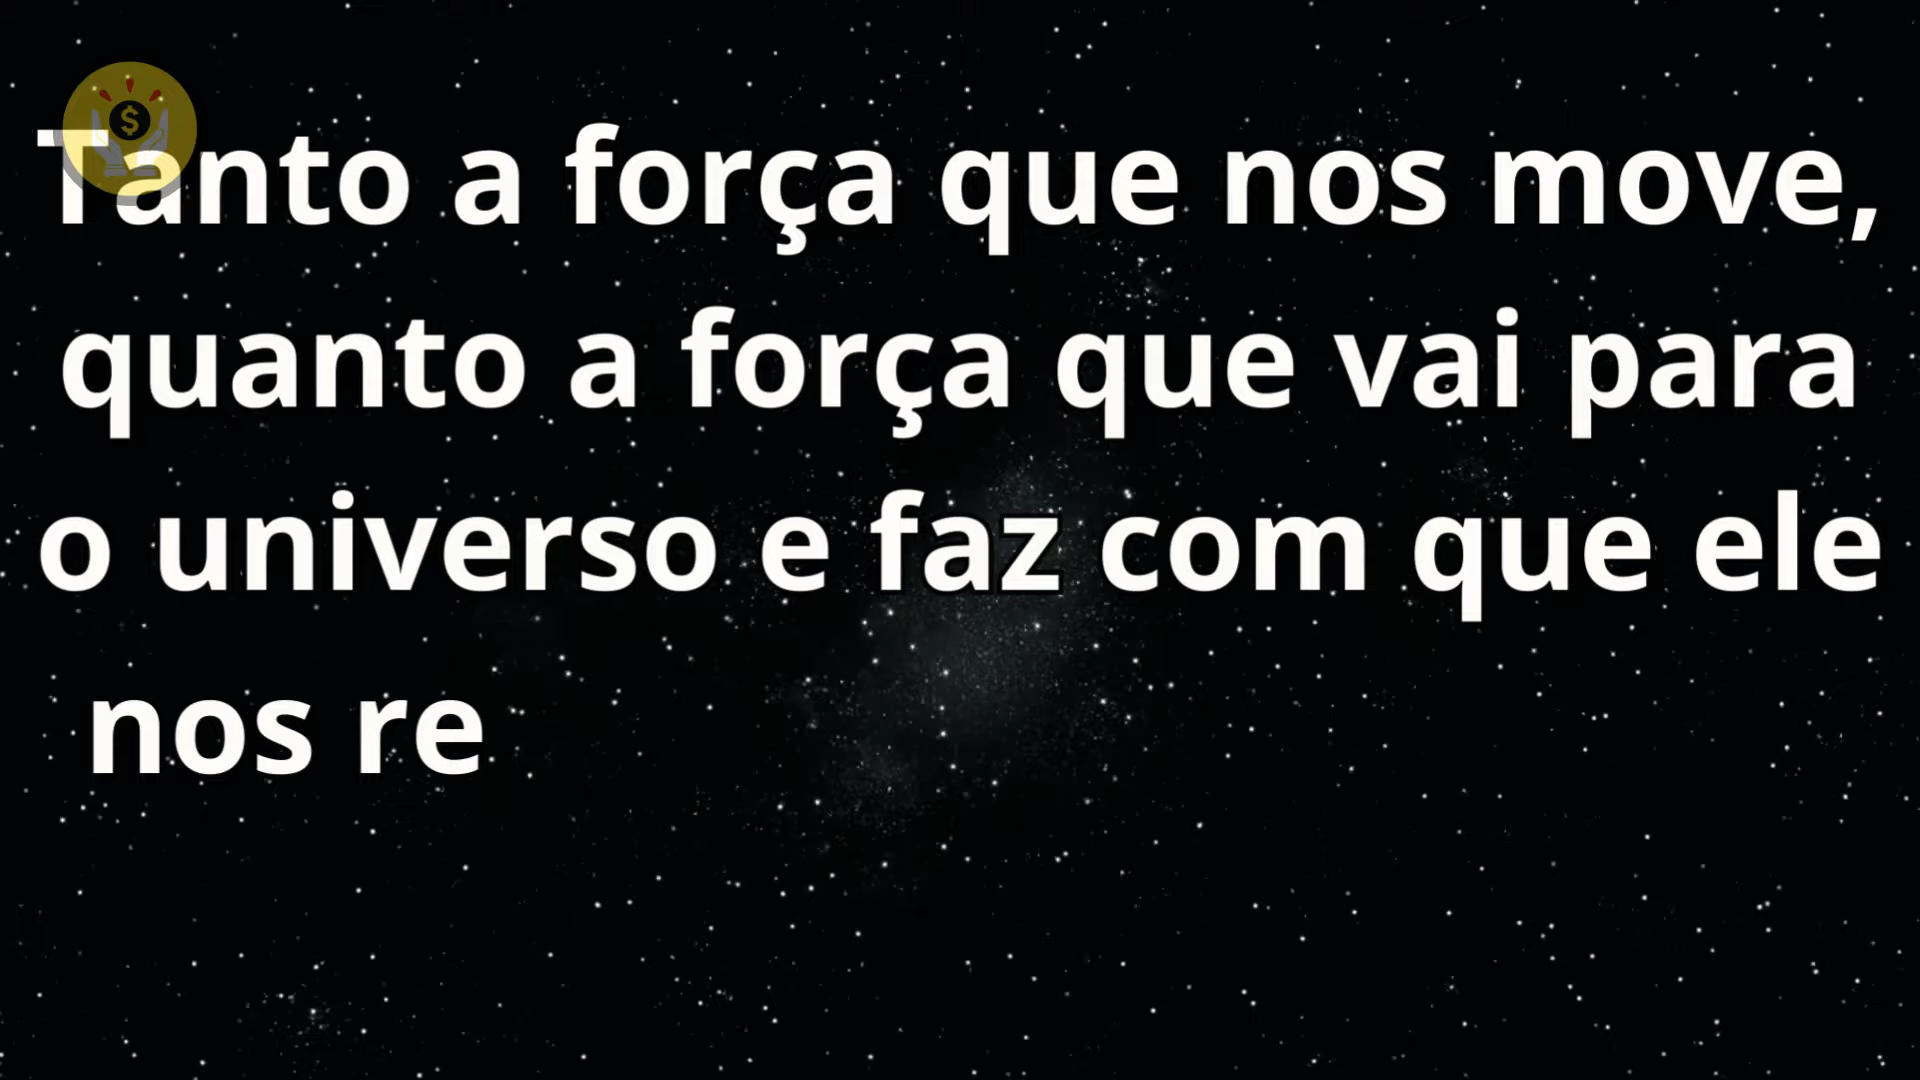 Tanto a força que nos move,
quanto a força que vai para
o universo e faz com que ele
nos re
$